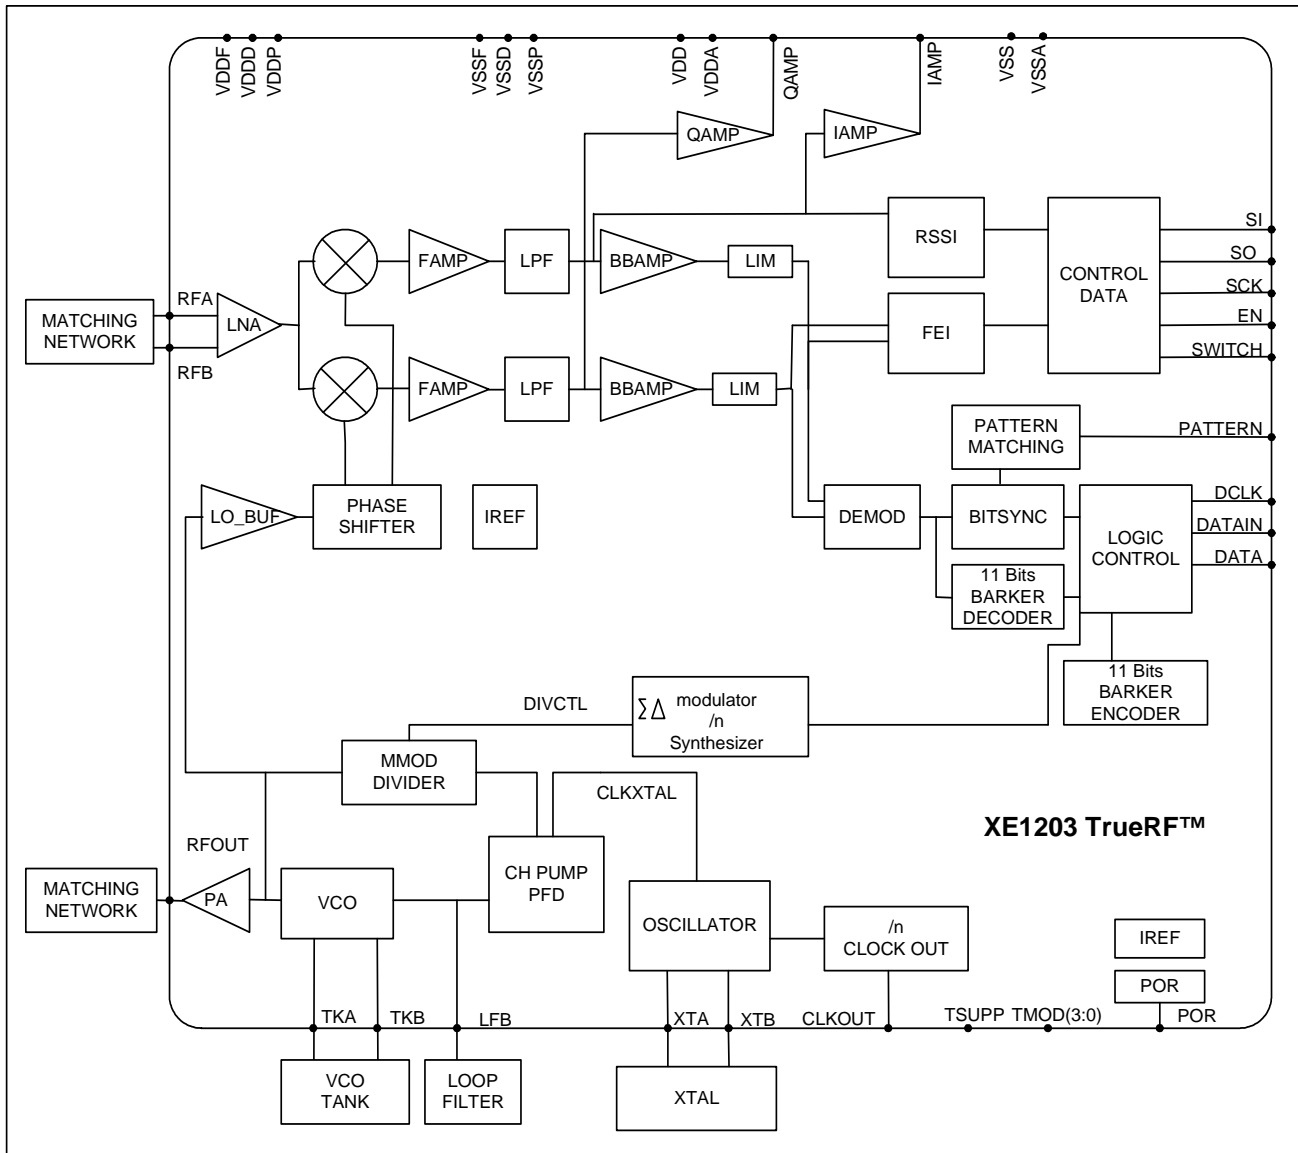 VDDF
VDDD
VDDP
VSSF
VSSD
VSSP
VDD
VDDA
QAMP
IAMP
VSS
VSSA
QAMP
IAMP
RSSI
SI
SO
SCK
EN
SWITCH
CONTROL
DATA
FAMP
LPF
BBAMP
LIM
MATCHING
NETWORK
RFA
RFB
LNA
FEI
FAMP
LPF
BBAMP
LIM
PATTERN
MATCHING
PATTERN
LO_BUF
PHASE
SHIFTER
IREF
DEMOD
BITSYNC
LOGIC
CONTROL
DCLK
DATAIN
DATA
11 Bits
BARKER
DECODER
11 Bits
BARKER
ENCODER
DIVCTL
ΣΔ modulator
/n
Synthesizer
MMOD
DIVIDER
CLKXTAL
XE1203 TrueRF™
RFOUT
MATCHING
NETWORK
PA
VCO
CH PUMP
PFD
OSCILLATOR
/n
CLOCK OUT
IREF
POR
TKA
TKB
LFB
XTA
XTB
CLKOUT
TSUPP
TMOD(3:0)
POR
VCO
TANK
LOOP
FILTER
XTAL